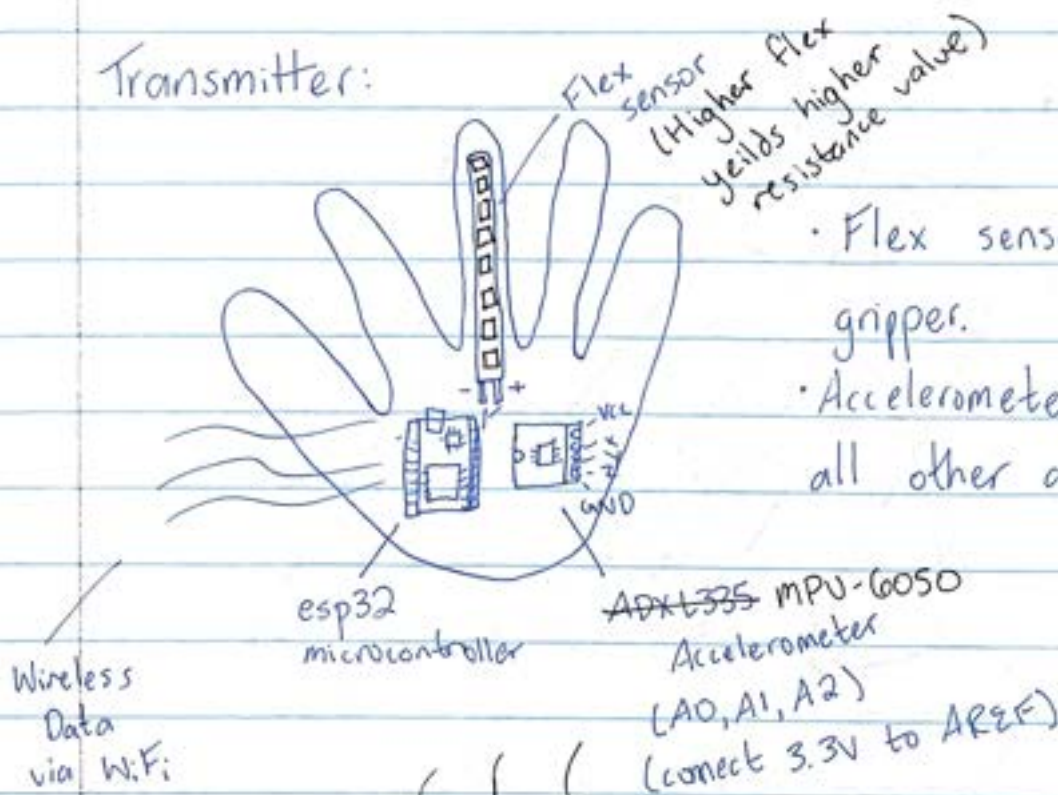 Transmitter:
Flex
sensor
(Higher flex
yeilds higher
resistance value)
• Flex sens
gripper.
• Acceleromete
all other a
- +
VCC
X
Y
Z
GND
esp32
microcontroller
ADXL335 MPU-6050
Accelerometer
(A0, A1, A2)
(connect 3.3V to AREF)
Wireless
Data
via WiFi